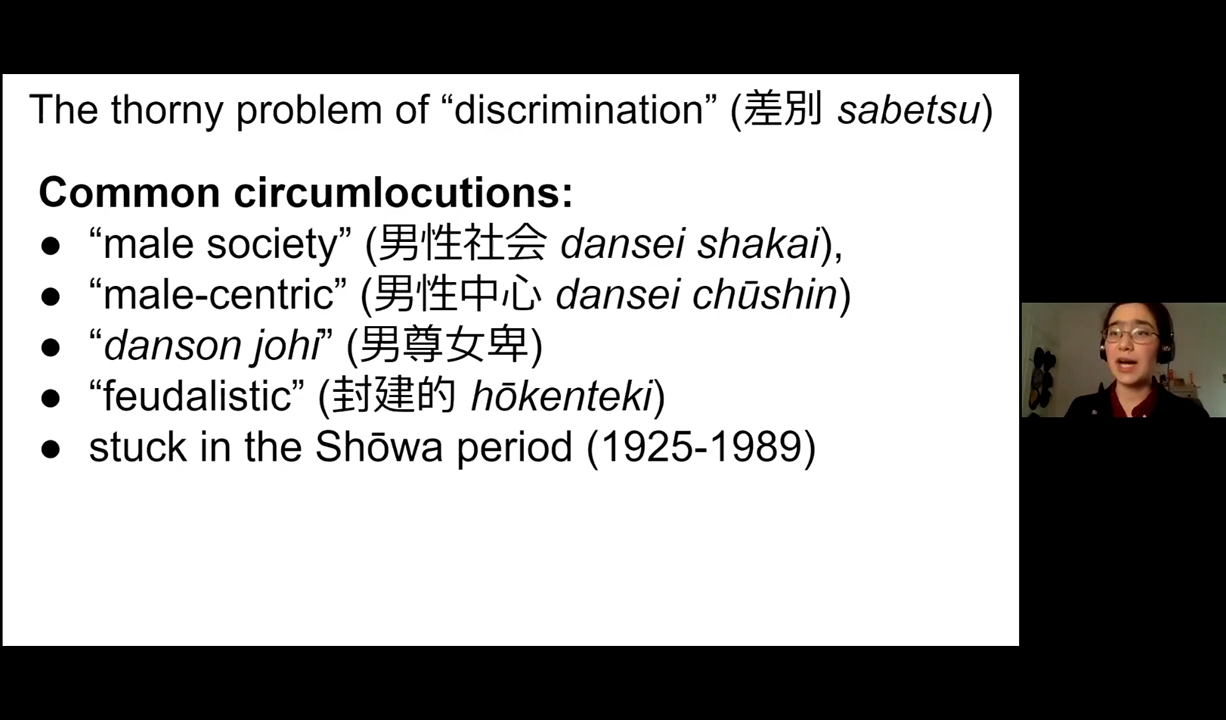 The thorny problem of “discrimination” (差別 sabetsu)
Common circumlocutions:
● “male society” (男性社会 dansei shakai),
● “male-centric” (男性中心 dansei chūshin)
● “danson johi” (男尊女卑)
● “feudalistic” (封建的 hōkenteki)
● stuck in the Shōwa period (1925-1989)